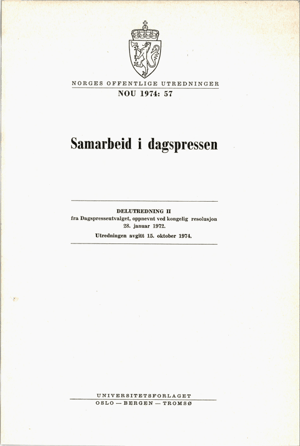 NORGES OFFENTLIGE UTREDNINGER
NOU 1974: 57
Samarbeid i dagspressen
DELUTREDNING II
fra Dagspresseutvalget, oppnevnt ved kongelig resolusjon
28. januar 1972.
Utredningen avgitt 15. oktober 1974.
UNIVERSITETSFORLAGET
OSLO — BERGEN — TROMSØ